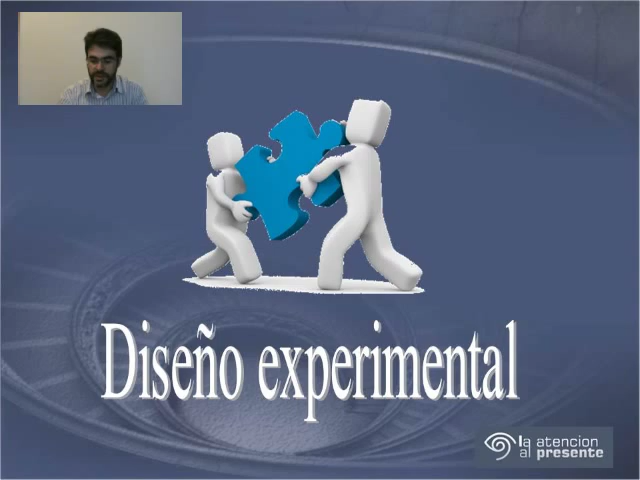 Diseño experimental
la atencion
al presente